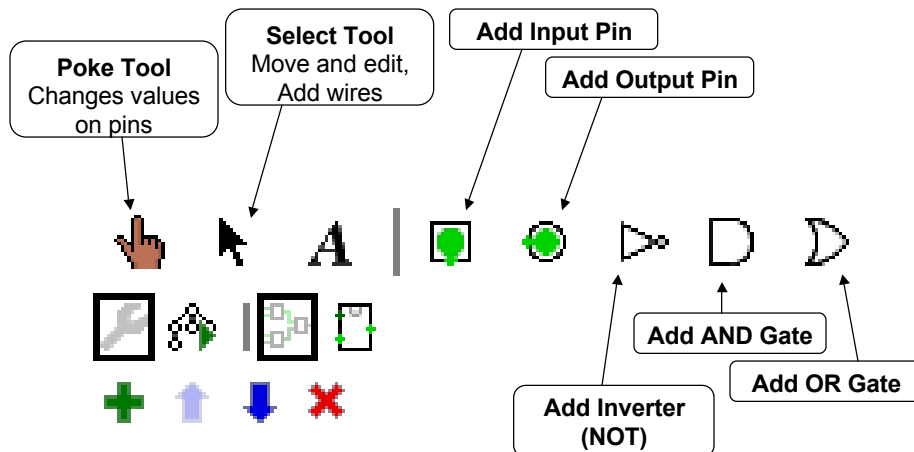 Poke Tool
Changes values
on pins
Select Tool
Move and edit,
Add wires
Add Input Pin
Add Output Pin
A
Add AND Gate
Add OR Gate
Add Inverter
(NOT)